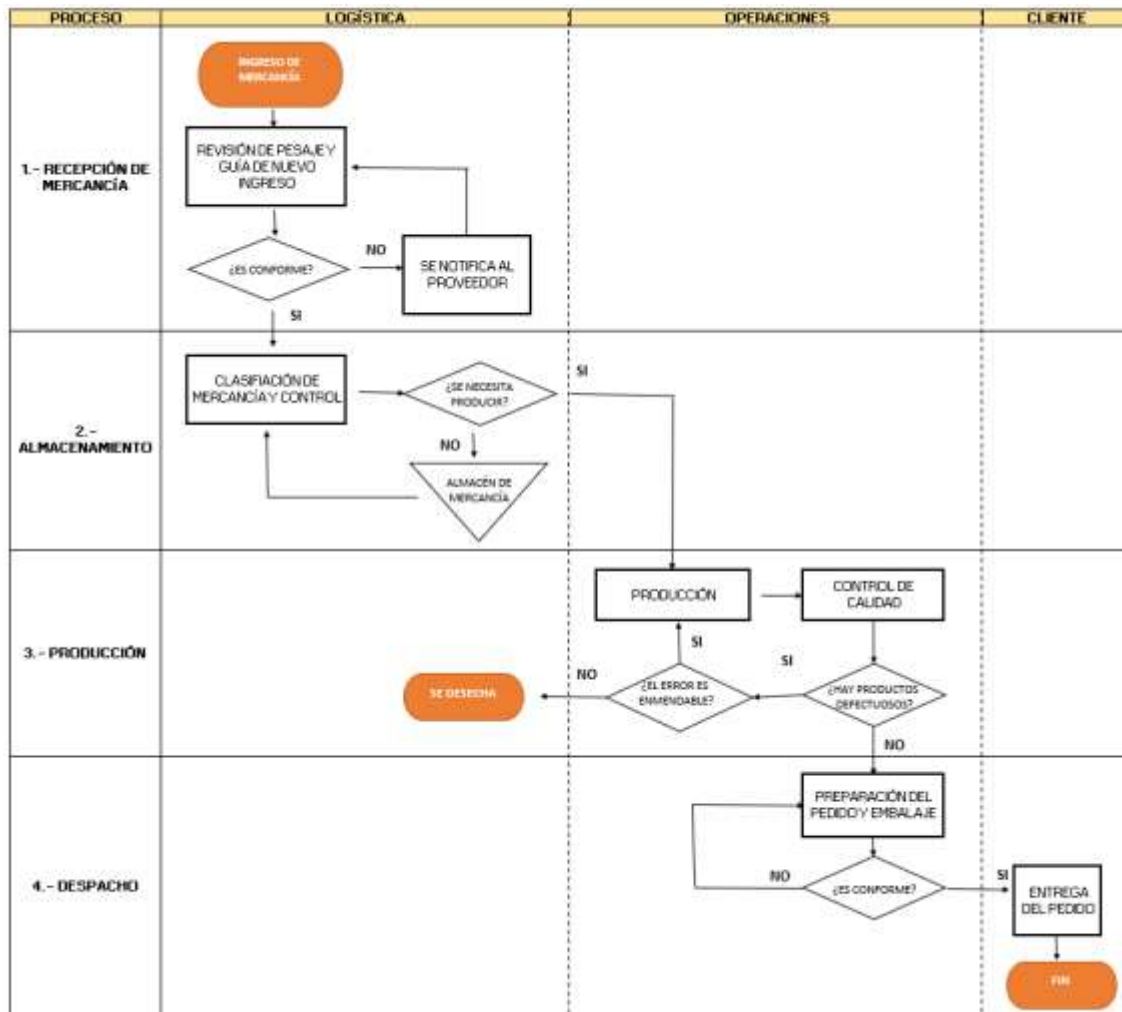 PROCESO
LOGÍSTICA
OPERACIONES
CLIENTE
1.- RECEPCIÓN DE
MERCANCÍA
INGRESO DE
MERCANCÍA
REVISIÓN DE PESAJE Y
GUÍA DE NUEVO
INGRESO
¿ES CONFORME?
NO
SE NOTIFICA AL
PROVEEDOR
SI
2.-
ALMACENAMIENTO
CLASIFIACIÓN DE
MERCANCÍA Y CONTROL
¿SE NECESITA
PRODUCIR?
SI
NO
ALMACÉN DE
MERCANCÍA
3.- PRODUCCIÓN
PRODUCCIÓN
CONTROL DE
CALIDAD
SI
SI
NO
SE DESECHA
¿EL ERROR ES
ENMENDABLE?
¿HAY PRODUCTOS
DEFECTUOSOS?
NO
4.- DESPACHO
PREPARACIÓN DEL
PEDIDO Y EMBALAJE
NO
¿ES CONFORME?
SI
ENTREGA
DEL PEDIDO
FIN